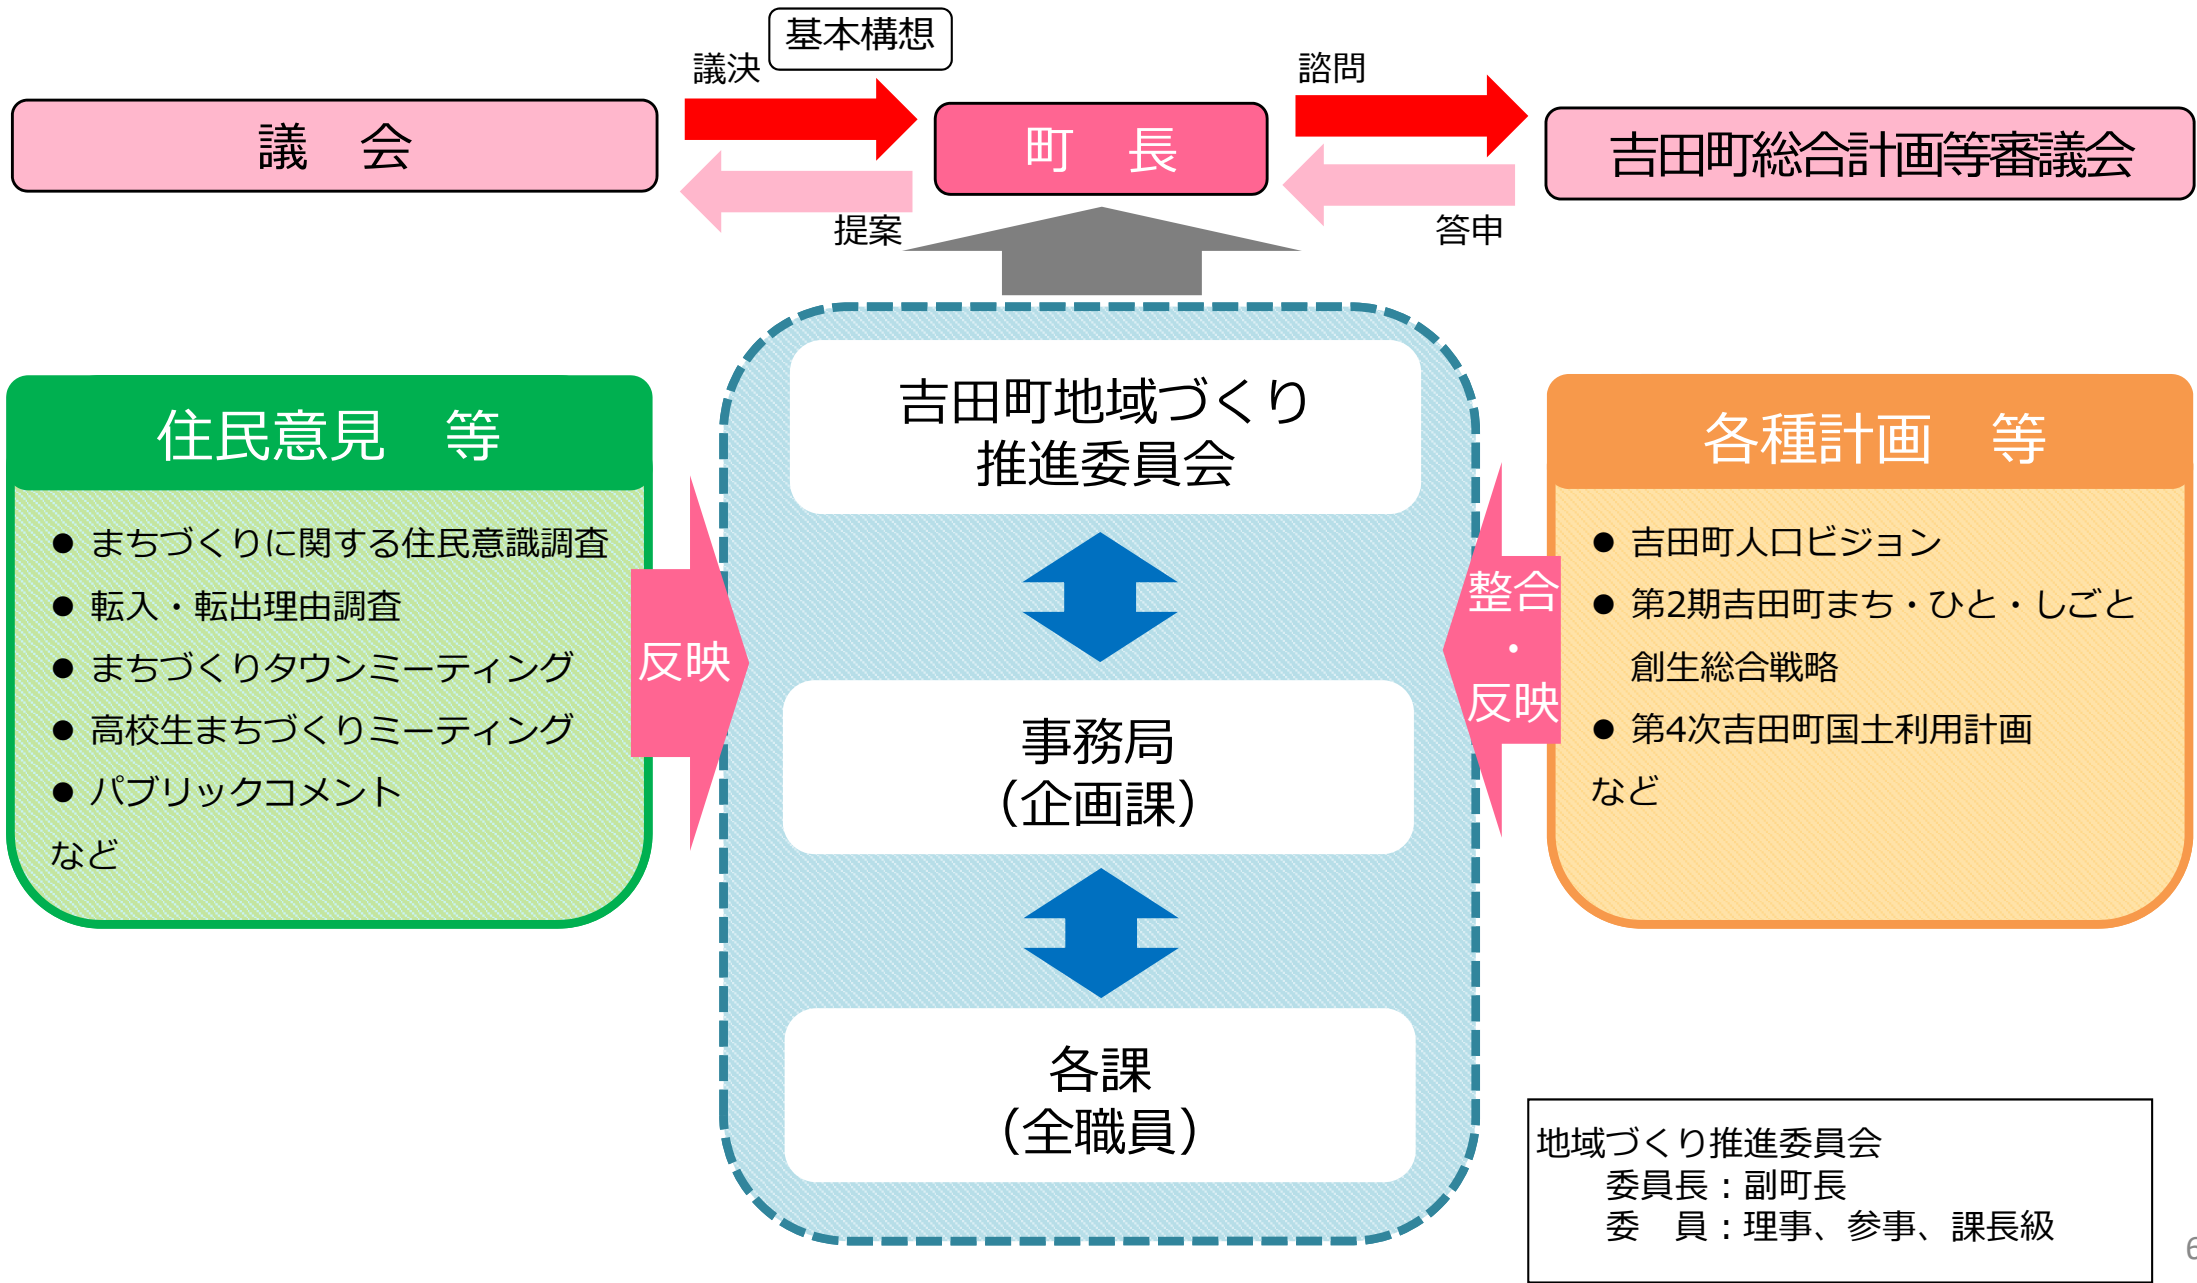 基本構想
議決
諮問
議　会
町　長
吉田町総合計画等審議会
提案
答申
吉田町地域づくり
推進委員会
住民意見　等
● まちづくりに関する住民意識調査
● 転入・転出理由調査
● まちづくりタウンミーティング
● 高校生まちづくりミーティング
● パブリックコメント
など
反映
事務局
（企画課）
各課
（全職員）
整合
・
反映
各種計画　等
● 吉田町人口ビジョン
● 第2期吉田町まち・ひと・しごと
創生総合戦略
● 第4次吉田町国土利用計画
など
地域づくり推進委員会
委員長：副町長
委　員：理事、参事、課長級
6